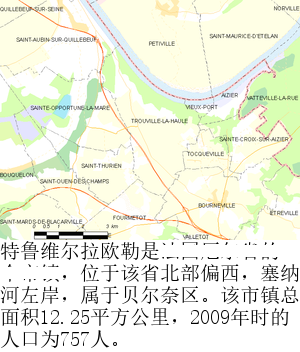 QUILLEBEUF-SUR-SEINE
NORVILLE
SAINT-AUBIN-SUR-QUILLEBEUF
PETIVILLE
SAINT-MAURICE-D'ETELAN
AIZIER
VATTEVILLE-LA-RUE
SAINTE-OPPORTUNE-LA-MARE
VIEUX-PORT
TROUVILLE-LA-HAULE
SAINTE-CROIX-SUR-AIZIER
TOCQUEVILLE
SAINT-THURIEN
BOUQUELON
SAINT-OUEN-DES-CHAMPS
BOURNEVILLE
ETREVILLE
FOURMETOT
SAINT-MARDS-DE-BLACARVILLE
0 1 2 3 km
VALLETOT
特鲁维尔拉欧勒是
,位于该省北部偏西,塞纳
河左岸,属于贝尔奈区。该市镇总
面积12.25平方公里,2009年时的
人口为757人。